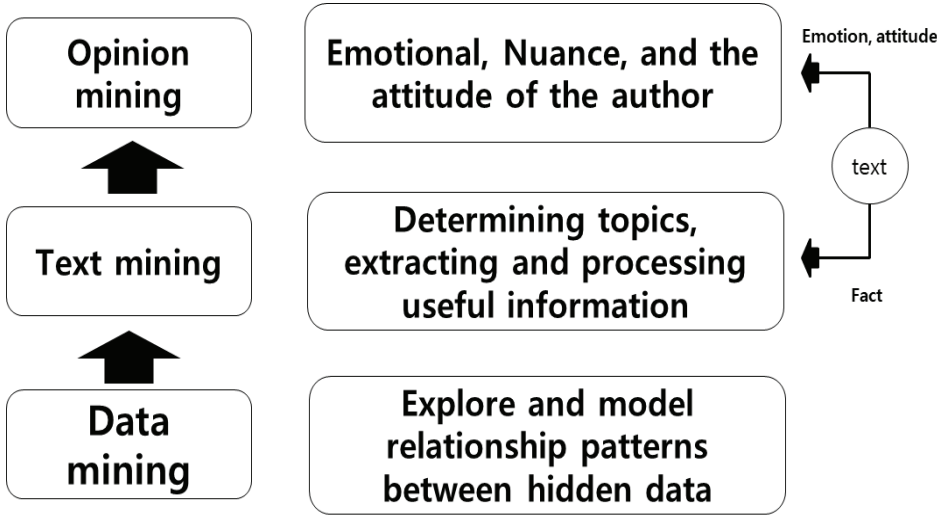 Opinion
mining
Emotional, Nuance, and the
attitude of the author
Emotion, attitude
text
Text mining
Determining topics,
extracting and processing
useful information
Fact
Data
mining
Explore and model
relationship patterns
between hidden data